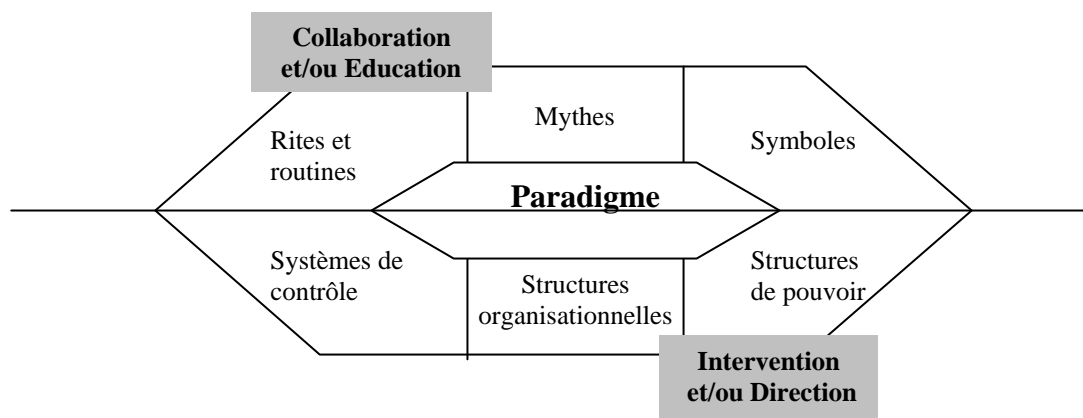 Collaboration
et/ou Education
Mythes
Rites et
routines
Symboles
Paradigme
Systèmes de
contrôle
Structures
organisationnelles
Structures
de pouvoir
Intervention
et/ou Direction